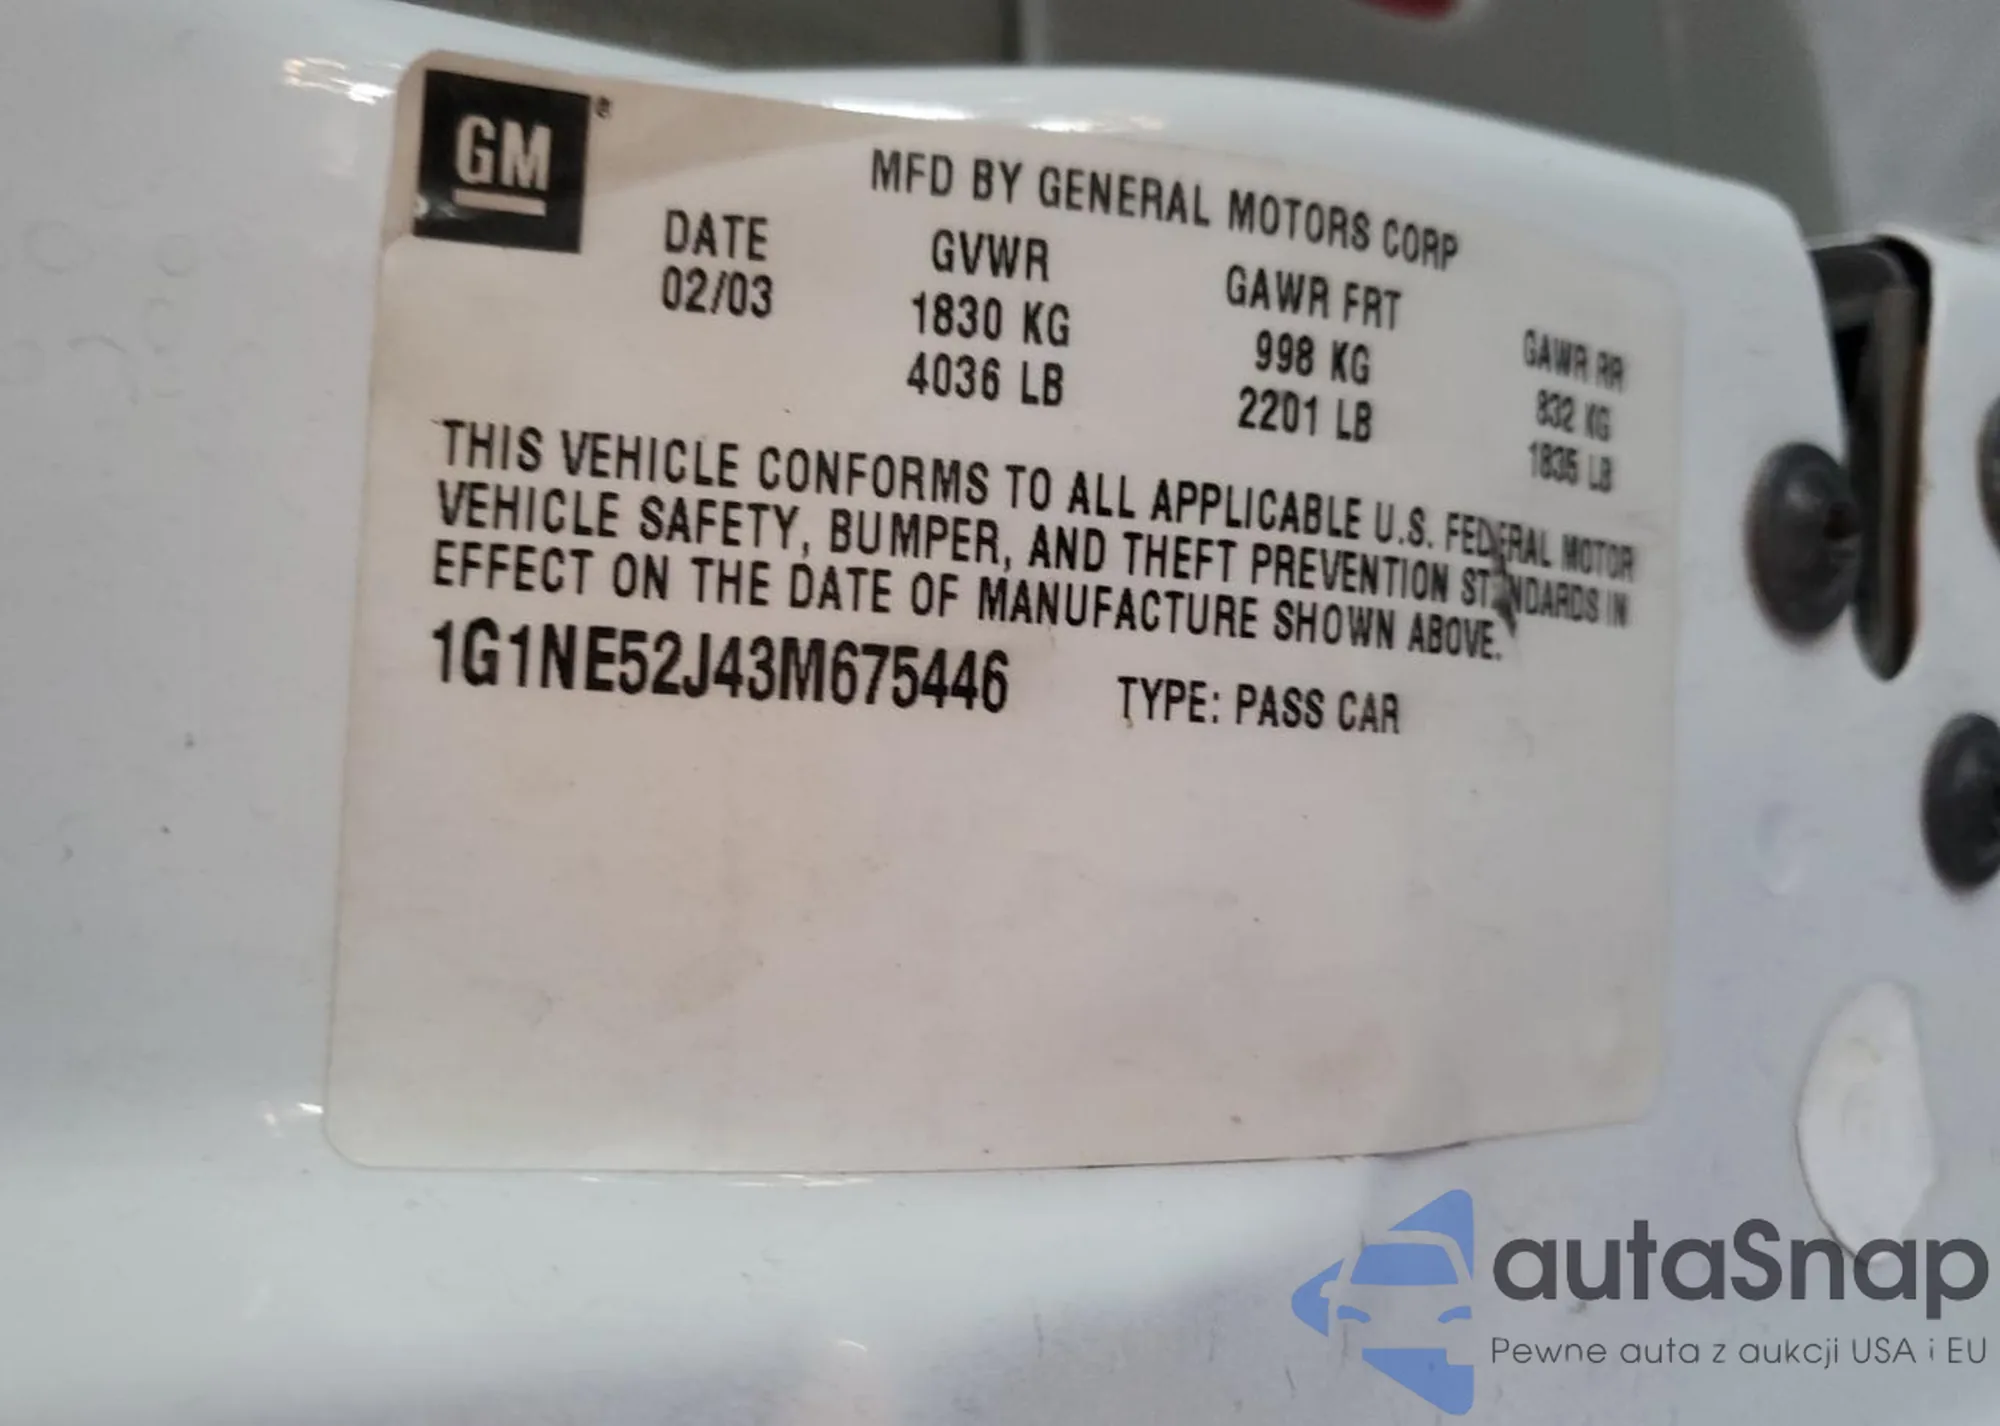 GM®
MFD BY GENERAL MOTORS CORP
DATE GVWR GAWR FRT GAWR RR
02/03 1830 KG 998 KG 832 KG
4036 LB 2201 LB 1835 LB
THIS VEHICLE CONFORMS TO ALL APPLICABLE U.S. FEDERAL MOTOR
VEHICLE SAFETY, BUMPER, AND THEFT PREVENTION STANDARDS IN
EFFECT ON THE DATE OF MANUFACTURE SHOWN ABOVE.
1G1NE52J43M675446 TYPE: PASS CAR
autaSnap
Pewne auta z aukcji USA i EU